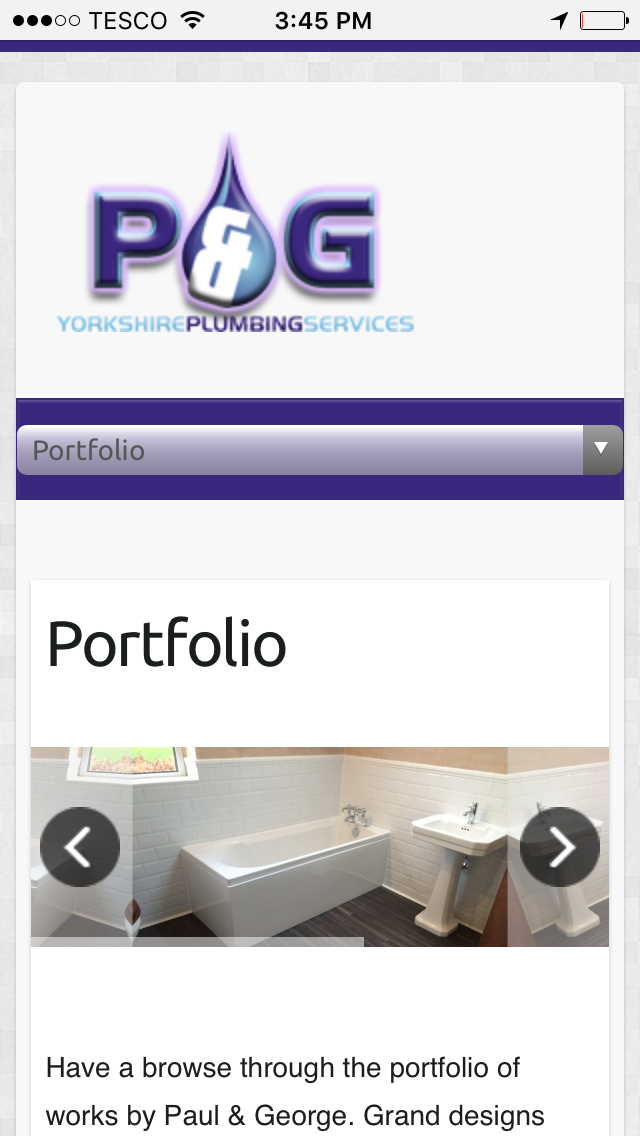 TESCO 3:45 PM
P&G
YORKSHIREPLUMBINGSERVICES
Portfolio
Portfolio
Have a browse through the portfolio of
works by Paul & George. Grand designs